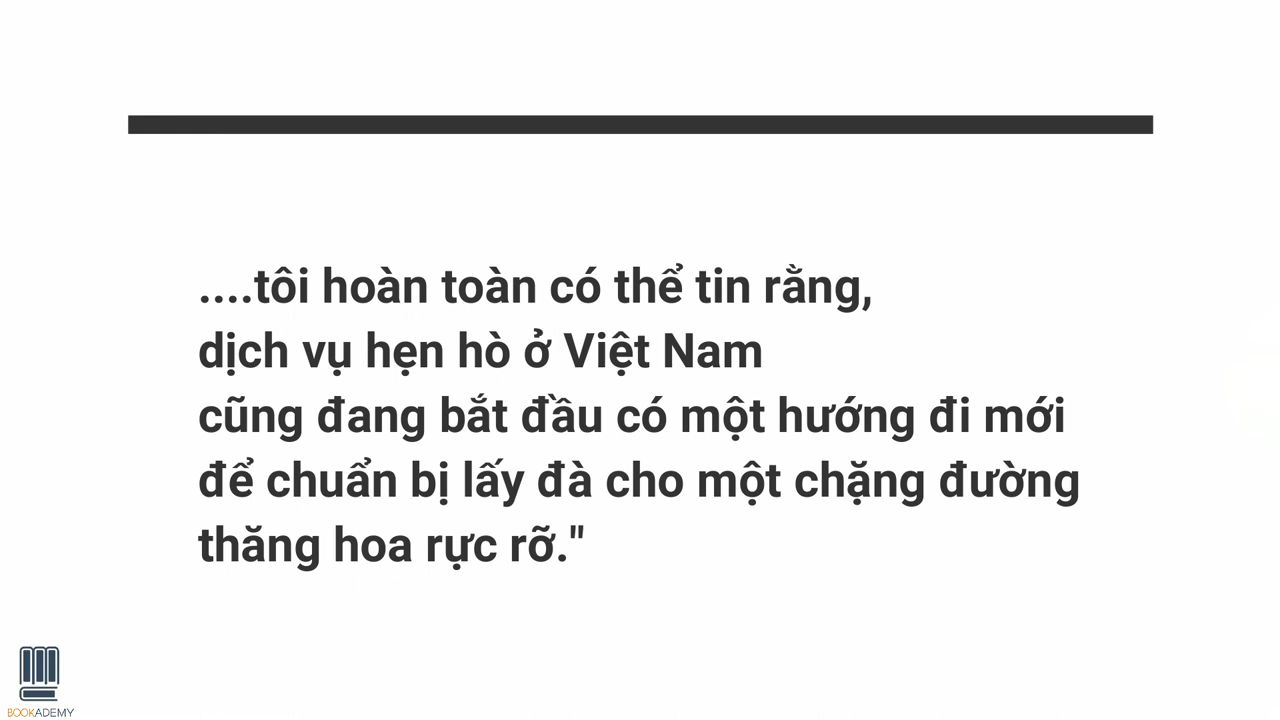 ....tôi hoàn toàn có thể tin rằng,
dịch vụ hẹn hò ở Việt Nam
cũng đang bắt đầu có một hướng đi mới
để chuẩn bị lấy đà cho một chặng đường
thăng hoa rực rỡ."
BOOKADEMY